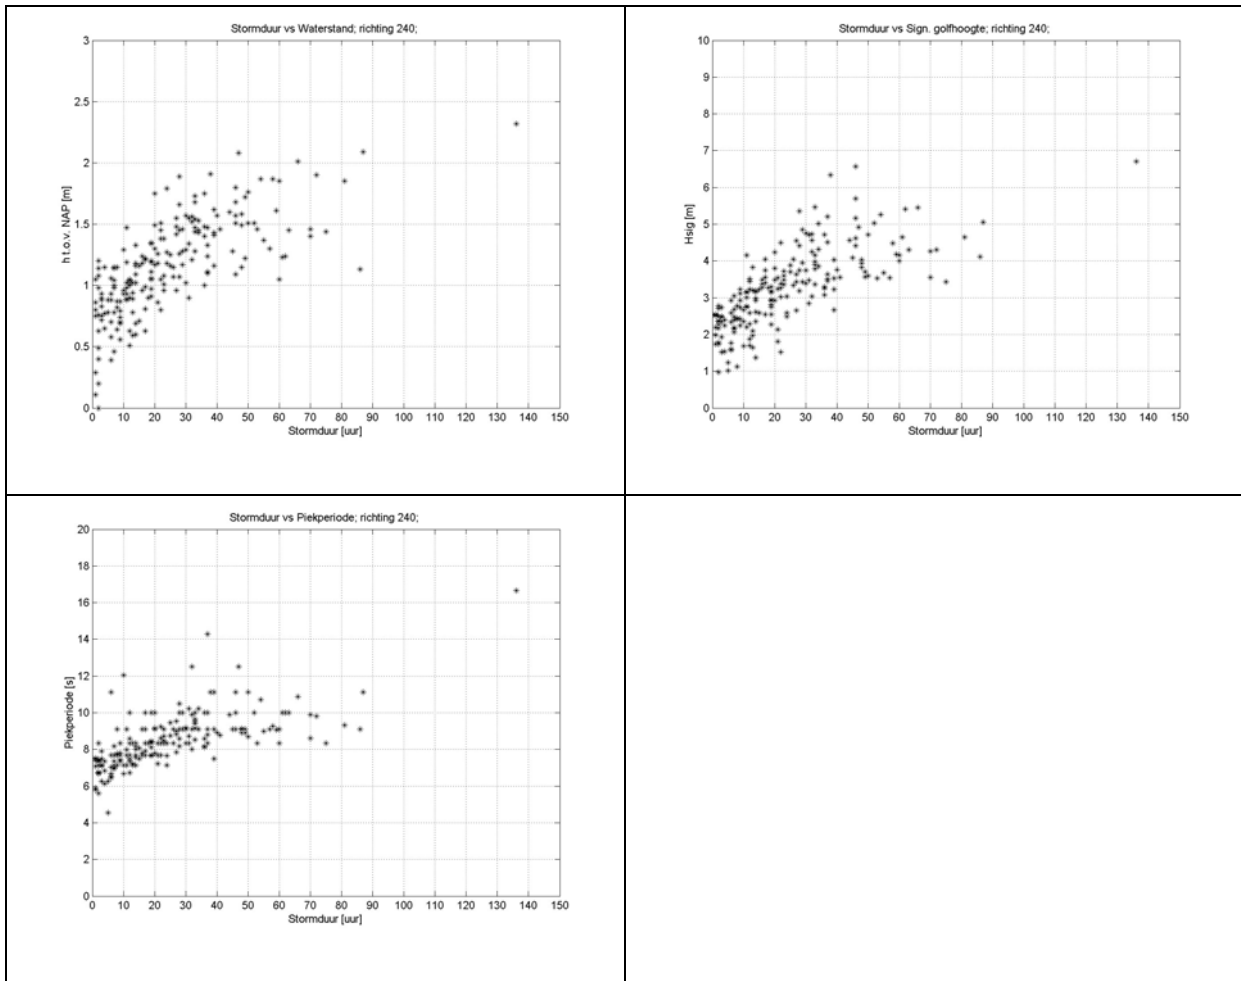 Stormduur vs Waterstand; richting 240;
3
2.5
2
1.5
1
0.5
0
h t.o.v. NAP [m]
0 10 20 30 40 50 60 70 80 90 100 110 120 130 140 150
Stormduur [uur]
Stormduur vs Sign. golfhoogte; richting 240;
10
9
8
7
6
5
4
3
2
1
0
Hsig [m]
0 10 20 30 40 50 60 70 80 90 100 110 120 130 140 150
Stormduur [uur]
Stormduur vs Piekperiode; richting 240;
20
18
16
14
12
10
8
6
4
2
0
Piekperiode [s]
0 10 20 30 40 50 60 70 80 90 100 110 120 130 140 150
Stormduur [uur]